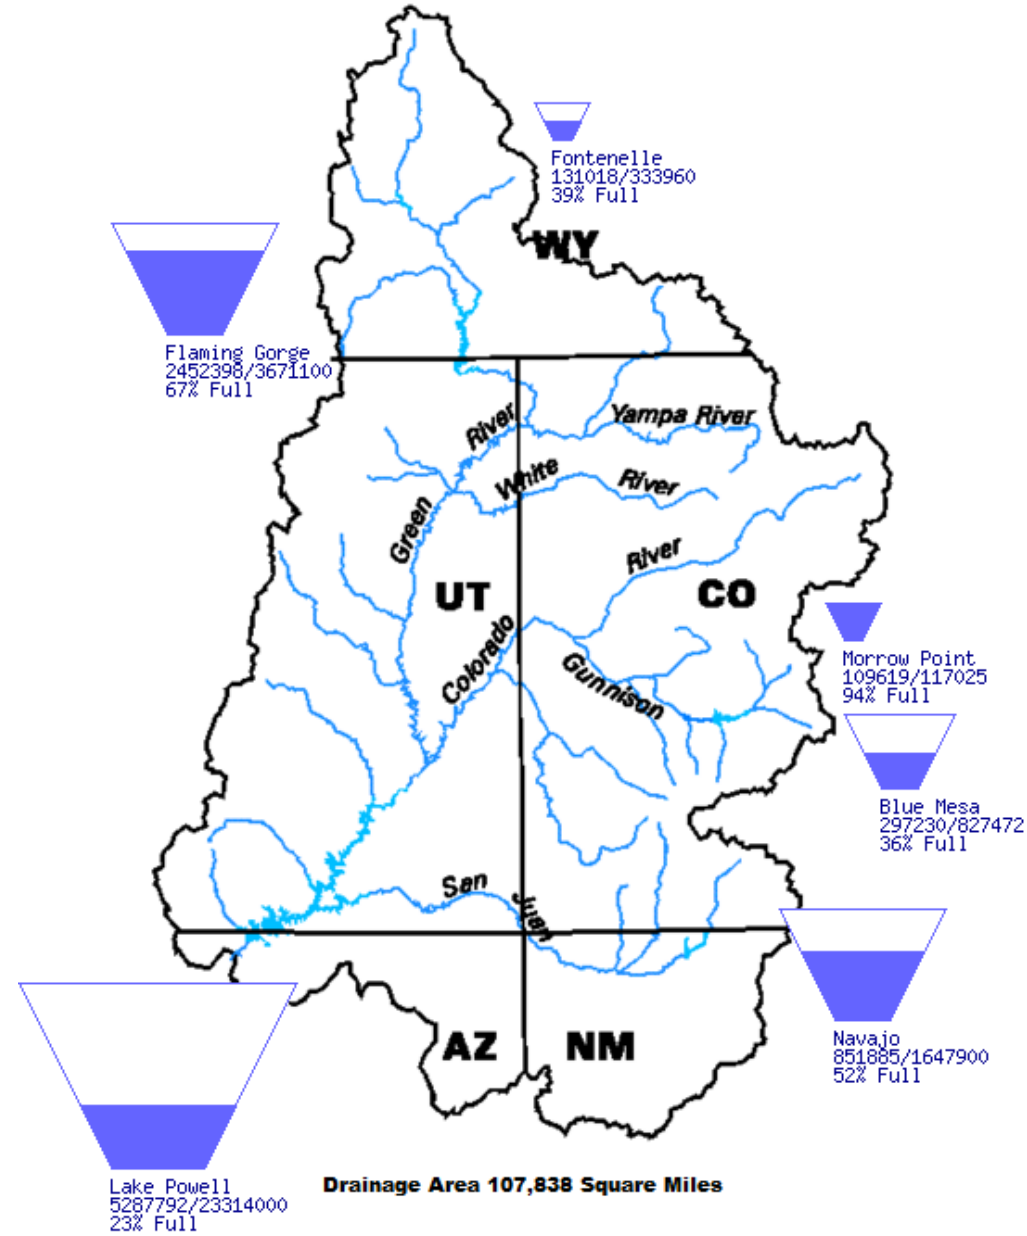 Fontenelle
131018/333960
39% Full
WY
Flaming Gorge
2452398/3671100
67% Full
Yampa River
River
White
River
Green
River
UT
CO
Colorado
Gunnison
Morrow Point
109619/117025
94% Full
Blue Mesa
297230/827472
36% Full
San
Juan
Navajo
851885/1647900
52% Full
AZ
NM
Lake Powell
5287792/23314000
23% Full
Drainage Area 107,838 Square Miles